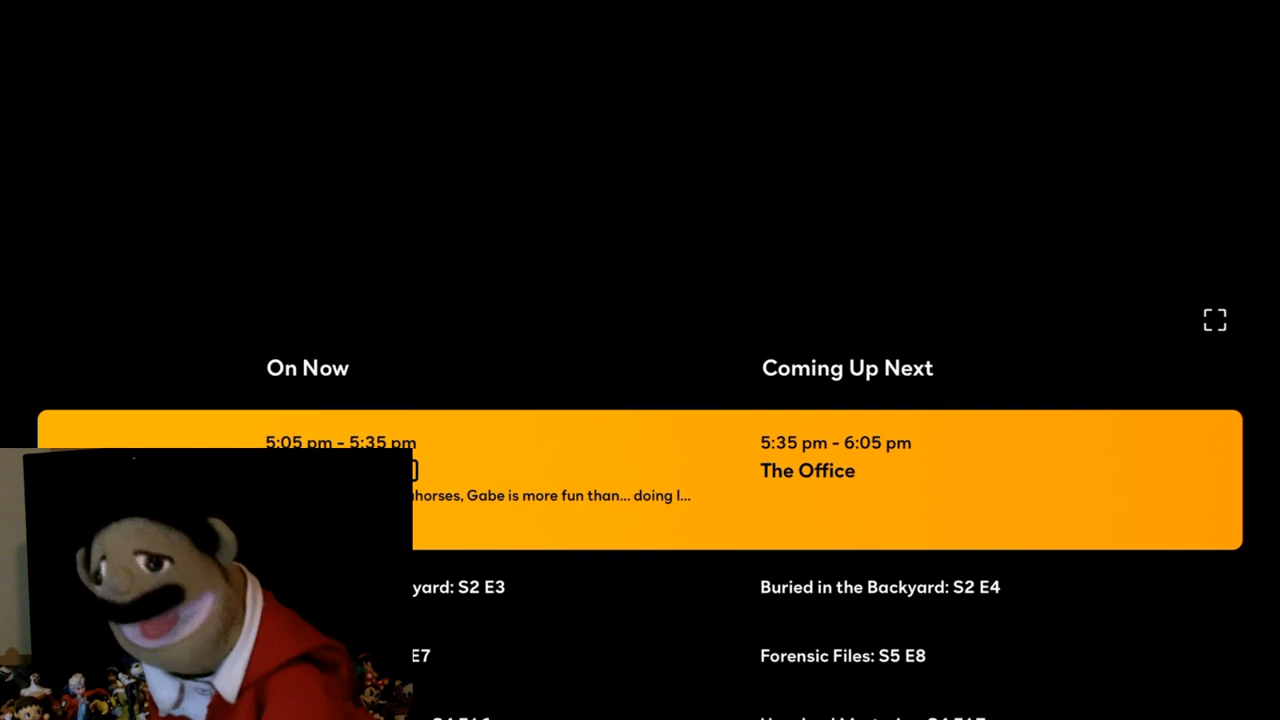 On Now
Coming Up Next
5:05 pm - 5:35 pm
5:35 pm - 6:05 pm
The Office
horses, Gabe is more fun than... doing l...
yard: S2 E3
Buried in the Backyard: S2 E4
E7
Forensic Files: S5 E8